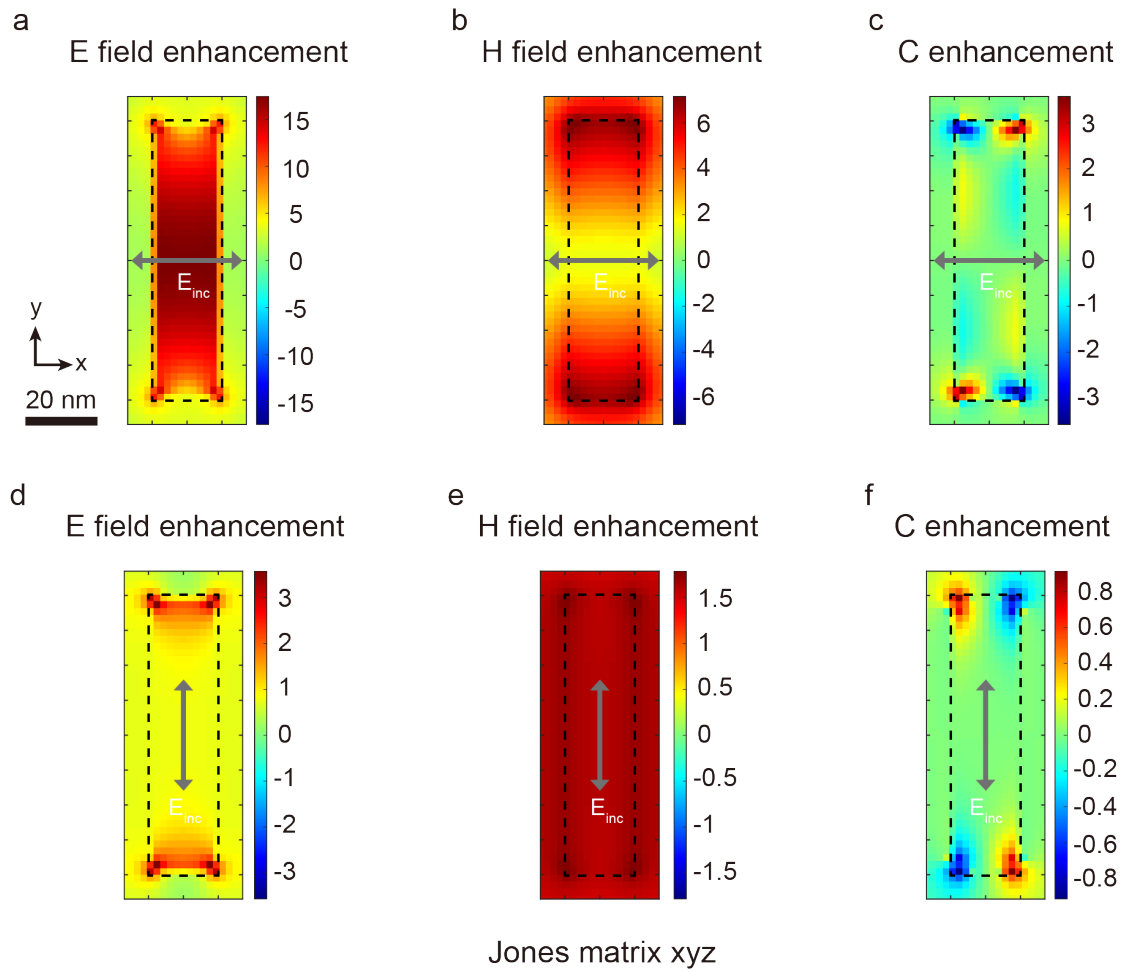 a
E field enhancement
15
10
5
0
-5
-10
-15
E inc
y
x
20 nm
b
H field enhancement
6
4
2
0
-2
-4
-6
E inc
c
C enhancement
3
2
1
0
-1
-2
-3
E inc
d
E field enhancement
3
2
1
0
-1
-2
-3
E inc
e
H field enhancement
1.5
1
0.5
0
-0.5
-1
-1.5
E inc
f
C enhancement
0.8
0.6
0.4
0.2
0
-0.2
-0.4
-0.6
-0.8
E inc
Jones matrix xyz